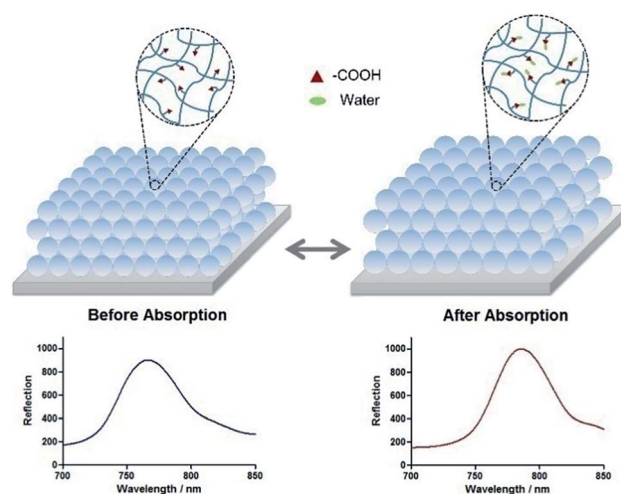 -COOH
Water
Before Absorption
After Absorption
1000
800
600
400
200
0
Reflection
700
750
800
850
Wavelength / nm
1000
800
600
400
200
0
Reflection
700
750
800
850
Wavelength / nm